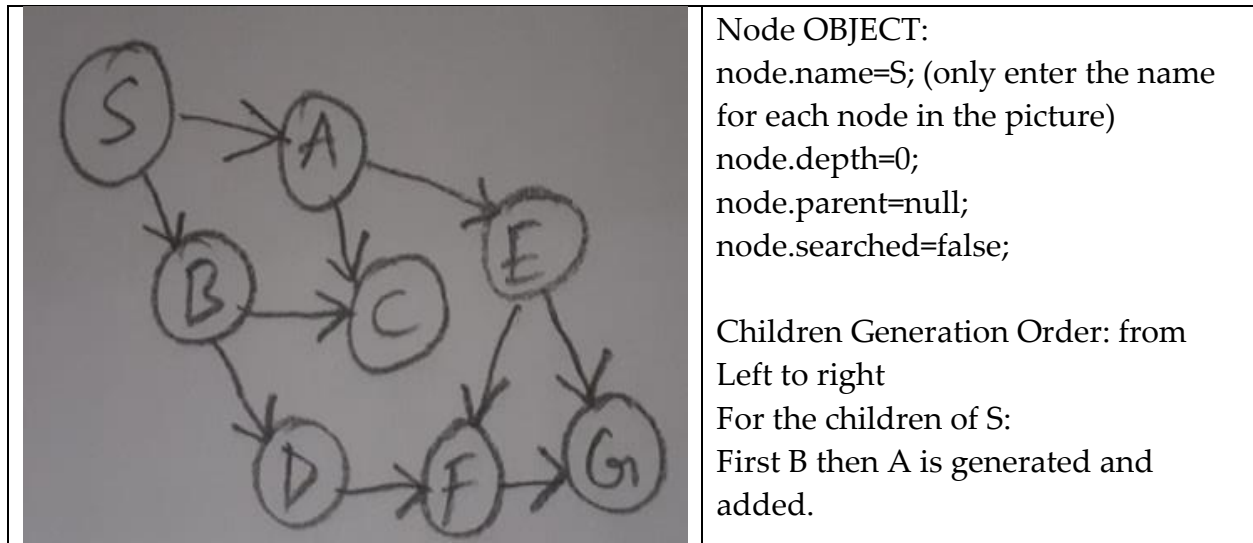 S
A
E
B
C
D
F
G
Node OBJECT:
node.name=S; (only enter the name
for each node in the picture)
node.depth=0;
node.parent=null;
node.searched=false;
Children Generation Order: from
Left to right
For the children of S:
First B then A is generated and
added.